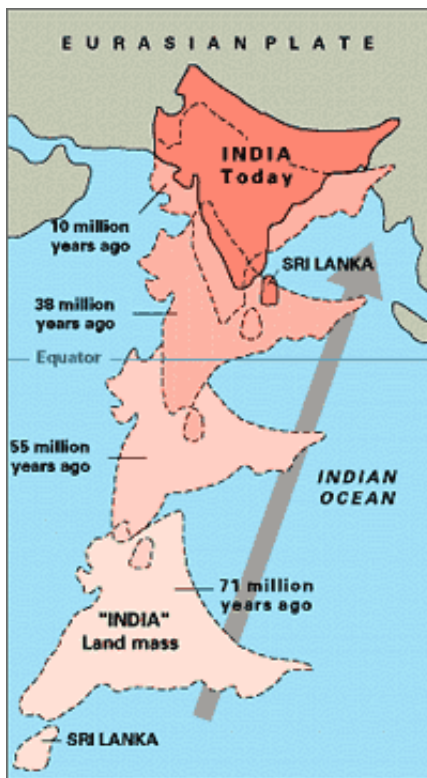 EURASIAN PLATE
INDIA
Today
10 million
years ago
SRI LANKA
38 million
years ago
Equator
55 million
years ago
INDIAN
OCEAN
71 million
years ago
"INDIA"
Land mass
SRI LANKA